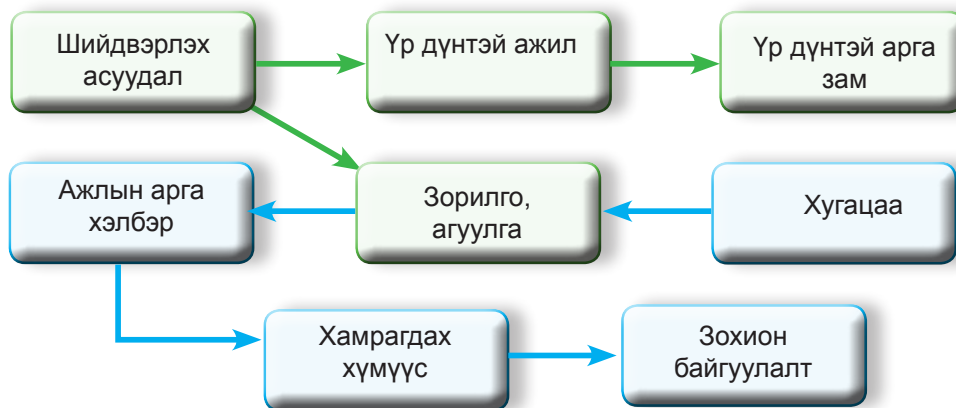 Шийдвэрлэх
асуудал
Үр дүнтэй ажил
Үр дүнтэй арга
зам
Ажлын арга
хэлбэр
Зорилго,
агуулга
Хугацаа
Хамрагдах
хүмүүс
Зохион
байгуулалт